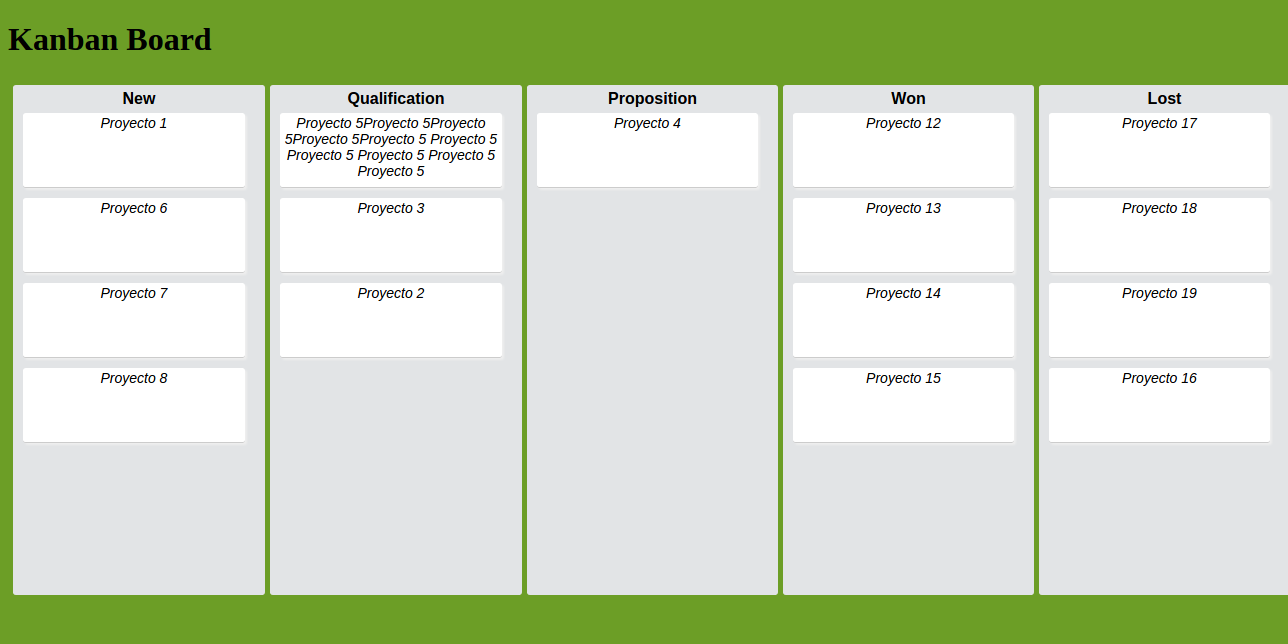 Kanban Board
New
Proyecto 1
Proyecto 6
Proyecto 7
Proyecto 8
Qualification
Proyecto 5Proyecto 5Proyecto
5Proyecto 5Proyecto 5 Proyecto 5
Proyecto 5 Proyecto 5 Proyecto 5
Proyecto 5
Proyecto 3
Proyecto 2
Proposition
Proyecto 4
Won
Proyecto 12
Proyecto 13
Proyecto 14
Proyecto 15
Lost
Proyecto 17
Proyecto 18
Proyecto 19
Proyecto 16